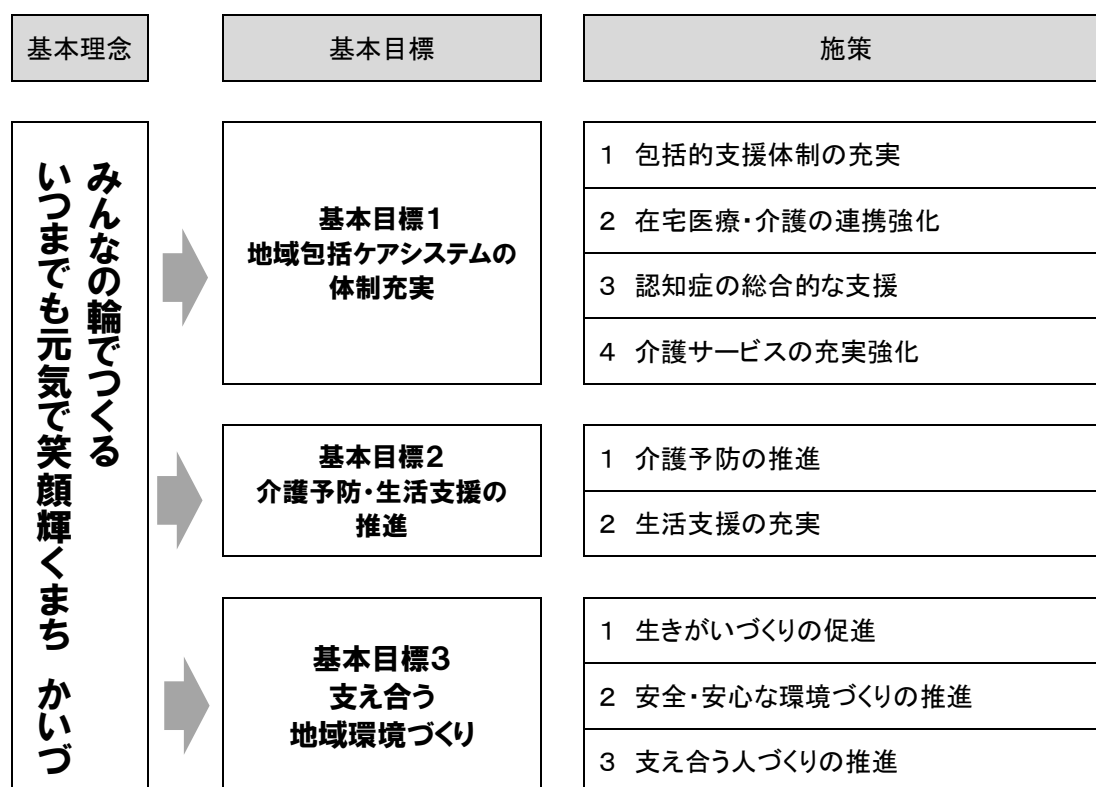 基本理念
基本目標
施策
みんなの輪でつくる
いつまでも元気で笑顔輝くまち かいづ
基本目標1
地域包括ケアシステムの
体制充実
1 包括的支援体制の充実
2 在宅医療・介護の連携強化
3 認知症の総合的な支援
4 介護サービスの充実強化
基本目標2
介護予防・生活支援の
推進
1 介護予防の推進
2 生活支援の充実
基本目標3
支え合う
地域環境づくり
1 生きがいづくりの促進
2 安全・安心な環境づくりの推進
3 支え合う人づくりの推進